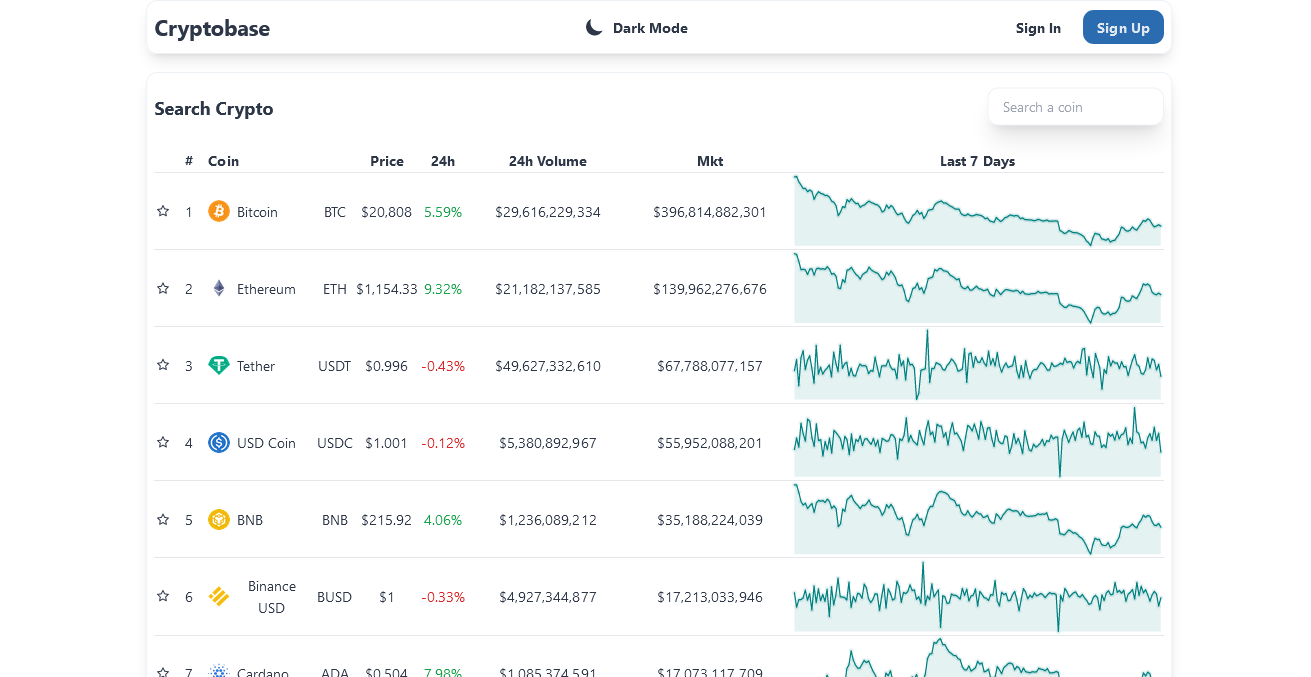 Cryptobase Dark Mode Sign In Sign Up
Search Crypto Search a coin
# Coin Price 24h 24h Volume Mkt Last 7 Days
1 Bitcoin BTC $20,808 5.59% $29,616,229,334 $396,814,882,301
2 Ethereum ETH $1,154.33 9.32% $21,182,137,585 $139,962,276,676
3 Tether USDT $0.996 -0.43% $49,627,332,610 $67,788,077,157
4 USD Coin USDC $1.001 -0.12% $5,380,892,967 $55,952,088,201
5 BNB BNB $215.92 4.06% $1,236,089,212 $35,188,224,039
6 Binance USD BUSD $1 -0.33% $4,927,344,877 $17,213,033,946
7 Cardano ADA $0.504 7.98% $1,085,374,591 $17,073,117,709